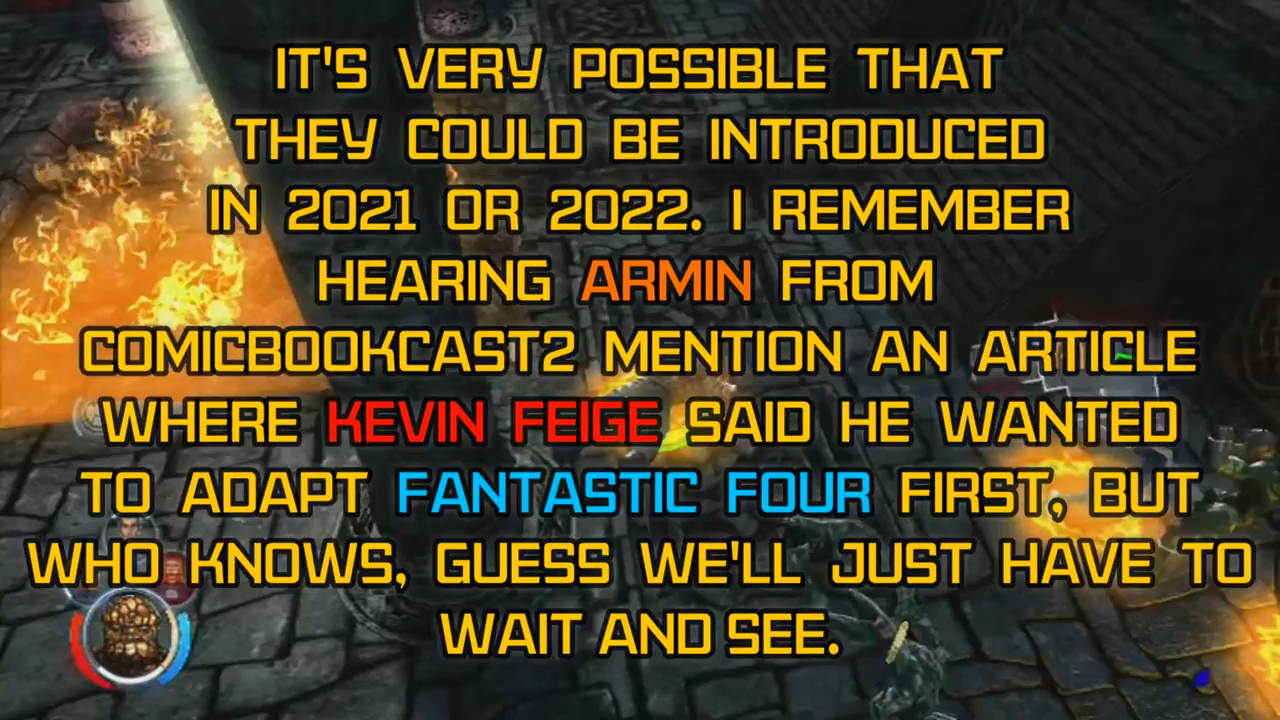 IT'S VERY POSSIBLE THAT
THEY COULD BE INTRODUCED
IN 2021 OR 2022. I REMEMBER
HEARING ARMIN FROM
COMICBOOKCAST2 MENTION AN ARTICLE
WHERE KEVIN FEIGE SAID HE WANTED
TO ADAPT FANTASTIC FOUR FIRST, BUT
WHO KNOWS, GUESS WE'LL JUST HAVE TO
WAIT AND SEE.